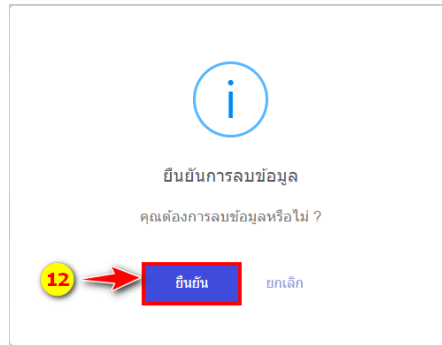 i
ยืนยันการลบข้อมูล
คุณต้องการลบข้อมูลหรือไม่ ?
12 ยืนยัน ยกเลิก